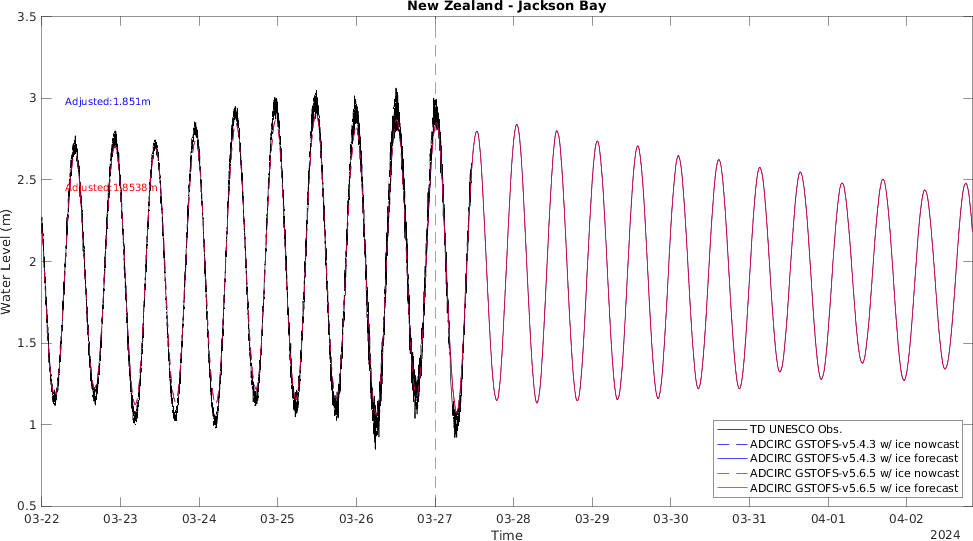 New Zealand - Jackson Bay
3.5
3
2.5
2
1.5
1
0.5
Water Level (m)
Adjusted:1.851m
Adjusted:1.8538m
TD UNESCO Obs.
ADCIRC GSTOFS-v5.4.3 w/ ice nowcast
ADCIRC GSTOFS-v5.4.3 w/ ice forecast
ADCIRC GSTOFS-v5.6.5 w/ ice nowcast
ADCIRC GSTOFS-v5.6.5 w/ ice forecast
03-22 03-23 03-24 03-25 03-26 03-27 03-28 03-29 03-30 03-31 04-01 04-02
Time
2024